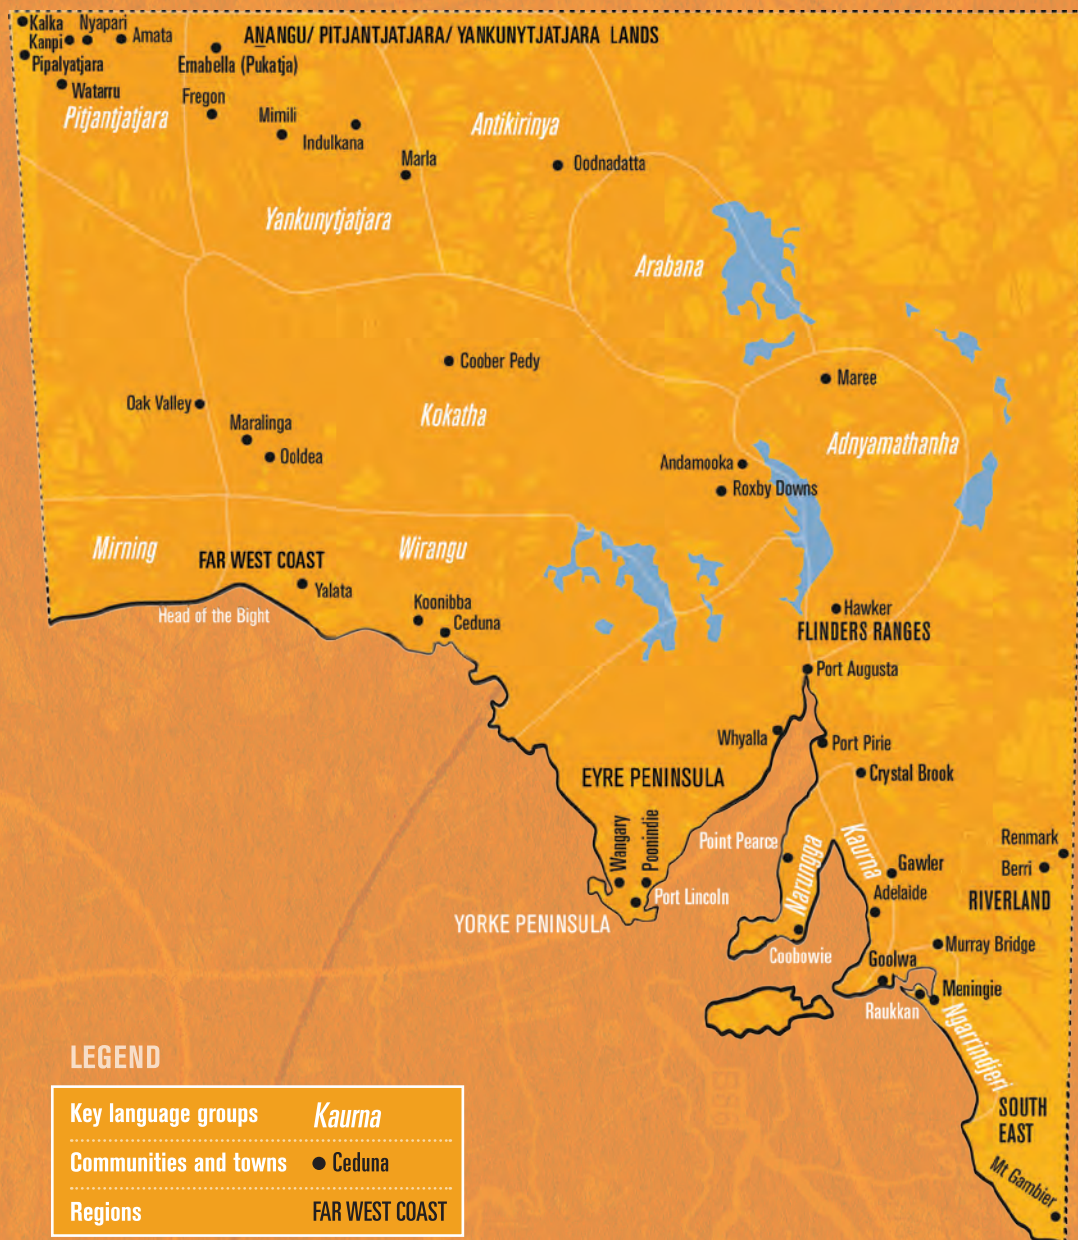 Kalka
Nyapari
Kanpi
Amata
ANANGU/ PITJANTJATJARA/ YANKUNYTJATJARA LANDS
Pipalyatjara
Ernabella (Pukatja)
Watarru
Fregon
Pitjantjatjara
Mimili
Antikirinya
Indulkana
Marla
Oodnadatta
Yankunytjatjara
Arabana
Coober Pedy
Maree
Oak Valley
Kokatha
Maralinga
Adnyamathanha
Ooldea
Andamooka
Roxby Downs
Mirning
Wirangu
FAR WEST COAST
Yalata
Koonibba
Head of the Bight
Ceduna
Hawker
FLINDERS RANGES
Port Augusta
Whyalla
Port Pirie
EYRE PENINSULA
Crystal Brook
Wangary
Poonindie
Point Pearce
Narungga
Kaurna
Renmark
Gawler
Berri
Port Lincoln
Adelaide
RIVERLAND
YORKE PENINSULA
Coobowie
Murray Bridge
Goolwa
Meningie
Raukkan
Ngarrindjeri
LEGEND
Key language groups Kaurna
Communities and towns Ceduna
Regions FAR WEST COAST
SOUTH
EAST
Mt Gambier